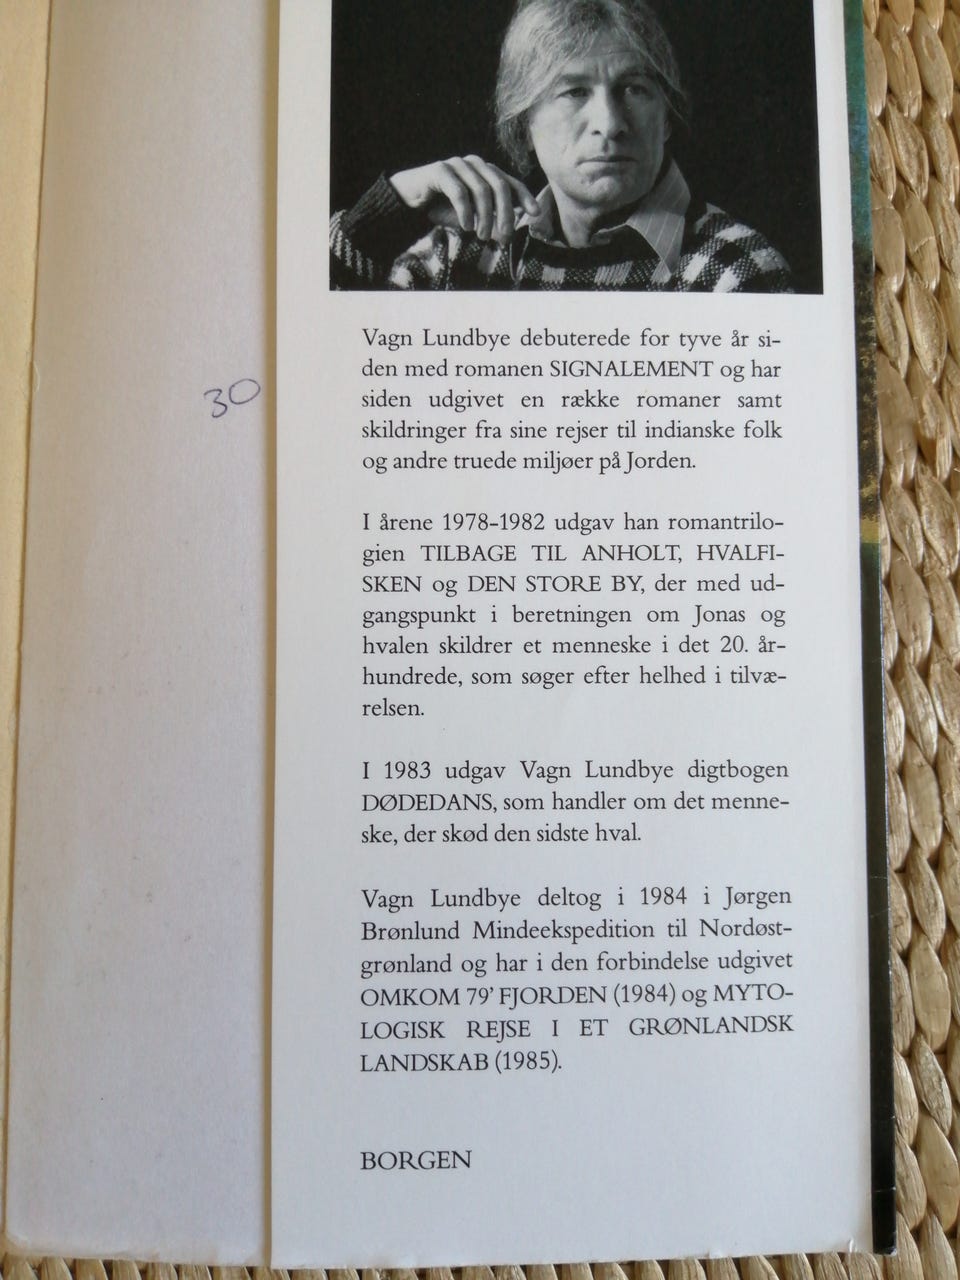 30
Vagn Lundbye debuterede for tyve år si-
den med romanen SIGNALEMENT og har
siden udgivet en række romaner samt
skildringer fra sine rejser til indianske folk
og andre truede miljøer på Jorden.
I årene 1978-1982 udgav han romantrilo-
gien TILBAGE TIL ANHOLT, HVALFI-
SKEN og DEN STORE BY, der med ud-
gangspunkt i beretningen om Jonas og
hvalen skildrer et menneske i det 20. år-
hundrede, som søger efter helhed i tilvæ-
relsen.
I 1983 udgav Vagn Lundbye digtbogen
DØDEDANS, som handler om det menne-
ske, der skød den sidste hval.
Vagn Lundbye deltog i 1984 i Jørgen
Brønlund Mindeekspedition til Nordøst-
grønland og har i den forbindelse udgivet
OMKOM 79' FJORDEN (1984) og MYTO-
LOGISK REJSE I ET GRØNLANDSK
LANDSKAB (1985).
BORGEN